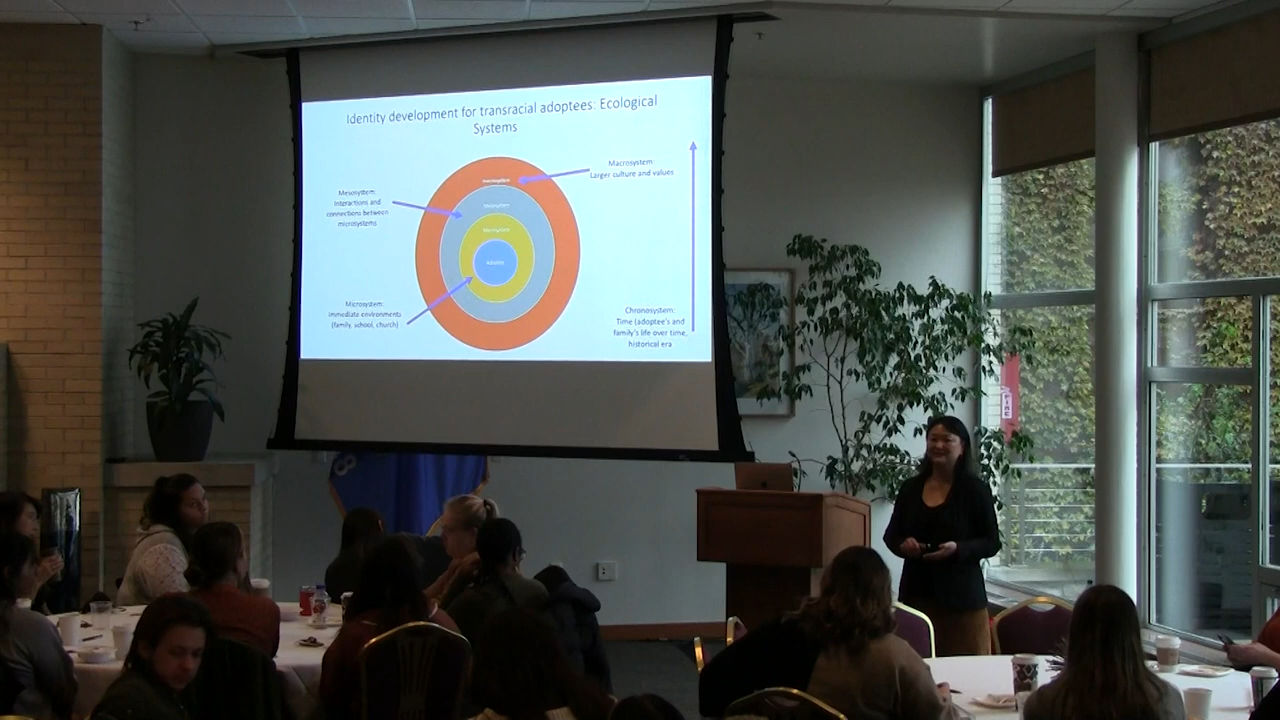 Identity development for transracial adoptees: Ecological
Systems
Macrosystem:
Larger culture and values
Mesosystem:
Interactions and
connections between
microsystems
Macrosystem
Mesosystem
Microsystem
Adoptee
Microsystem:
immediate environments
(family, school, church)
Chronosystem:
Time (adoptee's and
family's life over time,
historical era